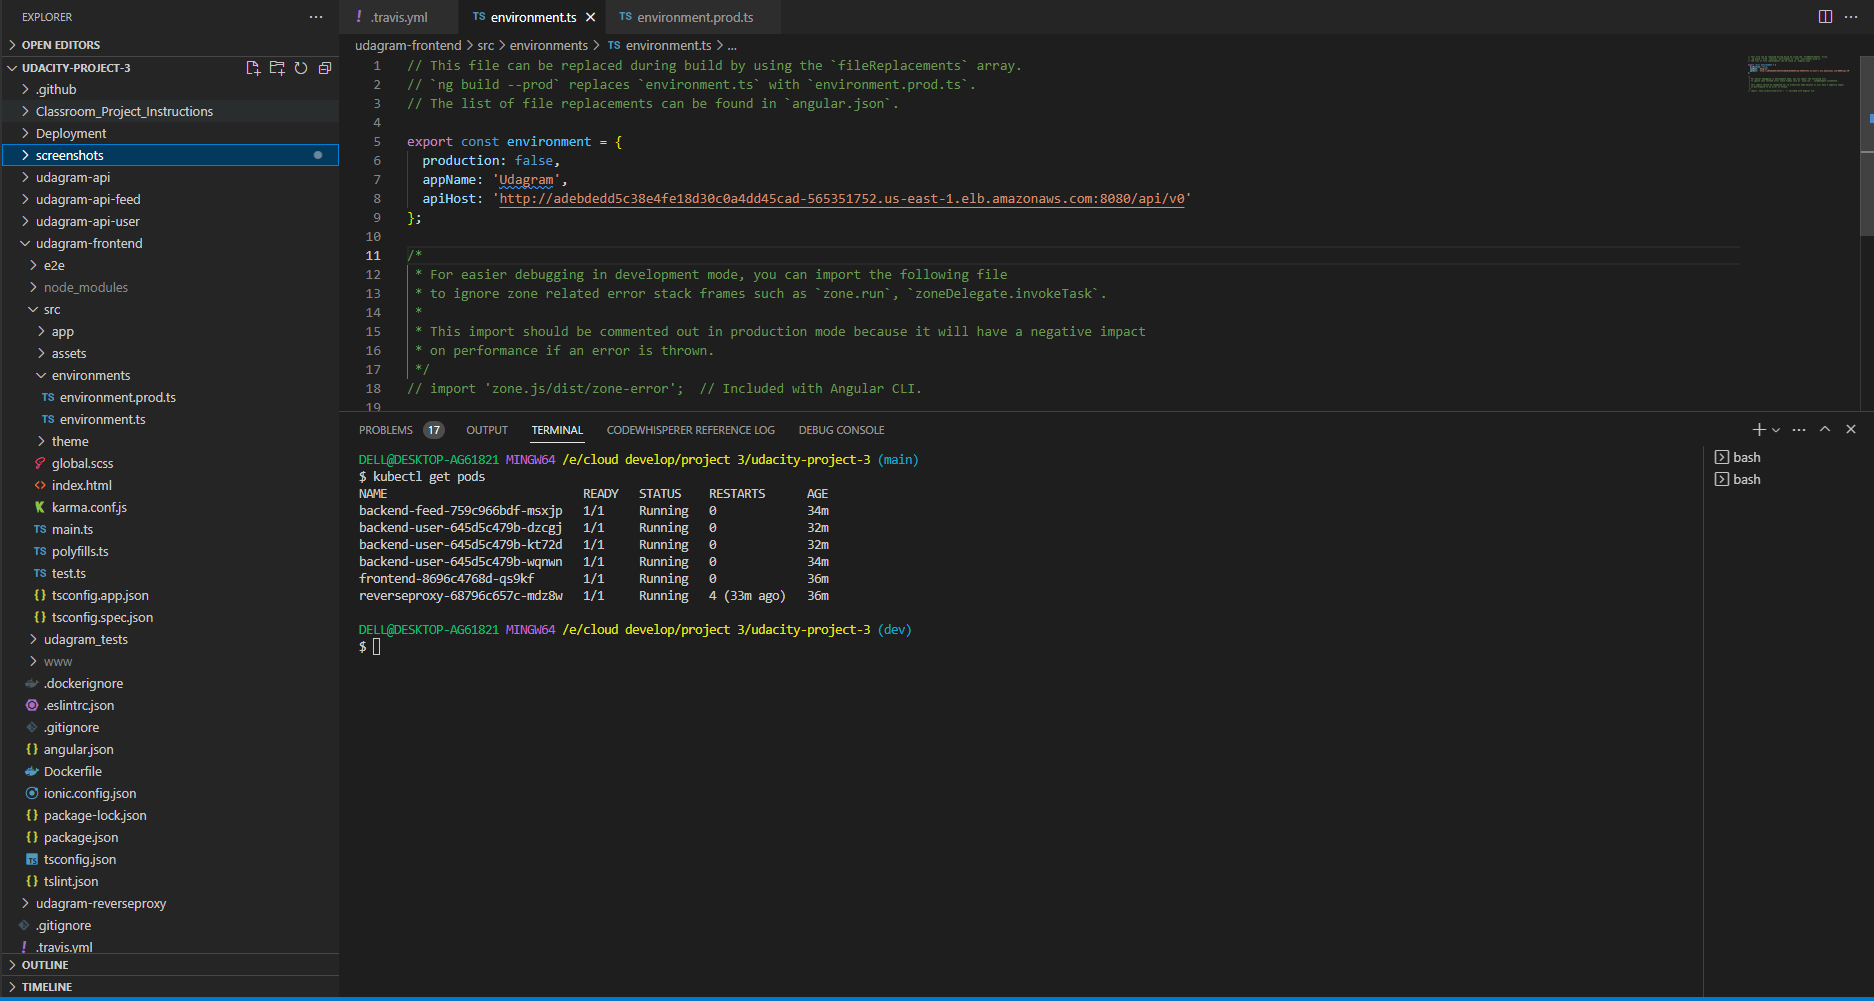 EXPLORER
OPEN EDITORS
UDACITY-PROJECT-3
.github
Classroom_Project_Instructions
Deployment
screenshots
udagram-api
udagram-api-feed
udagram-api-user
udagram-frontend
e2e
node_modules
src
app
assets
environments
TS environment.prod.ts
TS environment.ts
theme
global.scss
index.html
karma.conf.js
TS main.ts
TS polyfills.ts
TS test.ts
{} tsconfig.app.json
{} tsconfig.spec.json
udagram_tests
www
.dockerignore
.eslintrc.json
.gitignore
{} angular.json
Dockerfile
ionic.config.json
{} package-lock.json
{} package.json
TS tsconfig.json
{} tslint.json
udagram-reverseproxy
.gitignore
! .travis.yml
OUTLINE
TIMELINE
! .travis.yml
TS environment.ts
TS environment.prod.ts
udagram-frontend > src > environments > TS environment.ts > ...
1 // This file can be replaced during build by using the `fileReplacements` array.
2 // `ng build --prod` replaces `environment.ts` with `environment.prod.ts`.
3 // The list of file replacements can be found in `angular.json`.
4
5 export const environment = {
6 production: false,
7 appName: 'Udagram',
8 apiHost: 'http://adebdedd5c38e4fe18d30c0a4dd45cad-565351752.us-east-1.elb.amazonaws.com:8080/api/v0'
9 };
10
11 /*
12 * For easier debugging in development mode, you can import the following file
13 * to ignore zone related error stack frames such as `zone.run`, `zoneDelegate.invokeTask`.
14 *
15 * This import should be commented out in production mode because it will have a negative impact
16 * on performance if an error is thrown.
17 */
18 // import 'zone.js/dist/zone-error';  // Included with Angular CLI.
19
PROBLEMS 17 OUTPUT TERMINAL CODEWHISPERER REFERENCE LOG DEBUG CONSOLE
DELL@DESKTOP-AG61821 MINGW64 /e/cloud develop/project 3/udacity-project-3 (main)
$ kubectl get pods
NAME READY STATUS RESTARTS AGE
backend-feed-759c966bdf-msxjp 1/1 Running 0 34m
backend-user-645d5c479b-dzcgj 1/1 Running 0 32m
backend-user-645d5c479b-kt72d 1/1 Running 0 32m
backend-user-645d5c479b-wqnwn 1/1 Running 0 34m
frontend-8696c4768d-qs9kf 1/1 Running 0 36m
reverseproxy-68796c657c-mdz8w 1/1 Running 4 (33m ago) 36m
DELL@DESKTOP-AG61821 MINGW64 /e/cloud develop/project 3/udacity-project-3 (dev)
$
bash
bash